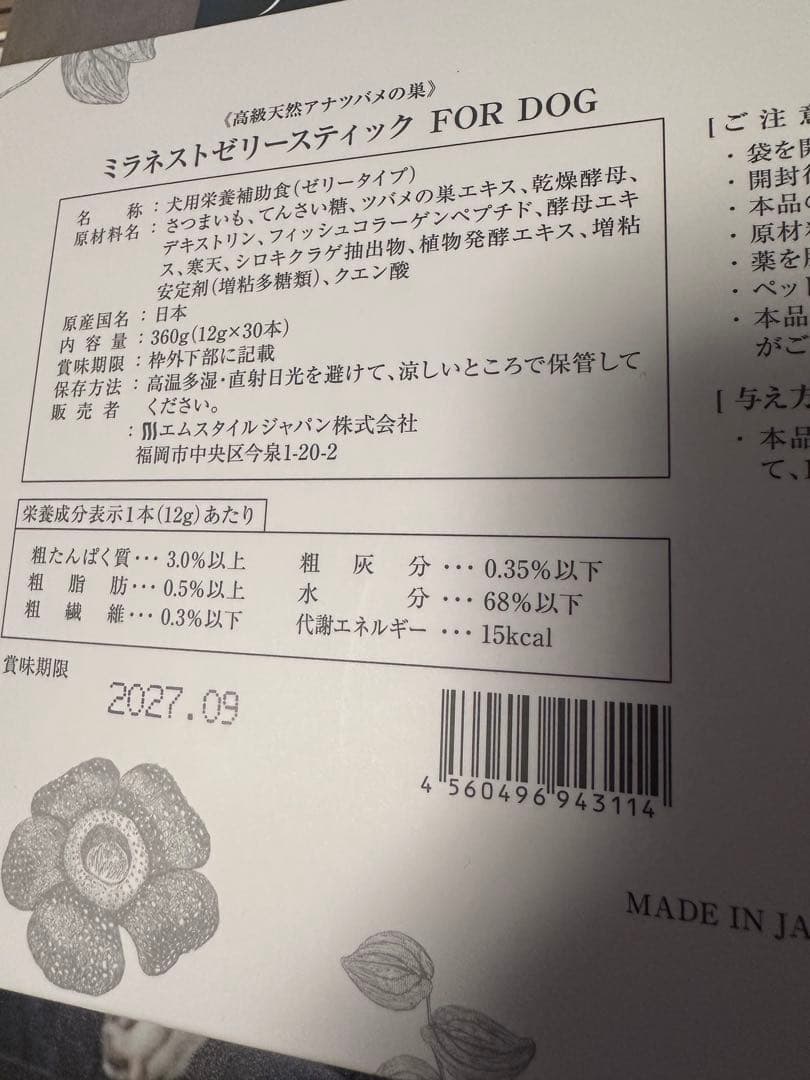 《高級天然アナツバメの巣》
ミラネストゼリースティック FOR DOG
名称：犬用栄養補助食(ゼリータイプ)
原材料名：さつまいも、てんさい糖、ツバメの巣エキス、乾燥酵母、
デキストリン、フィッシュコラーゲンペプチド、酵母エキ
ス、寒天、シロキクラゲ抽出物、植物発酵エキス、増粘
安定剤(増粘多糖類)、クエン酸
原産国名：日本
内容量：360g(12g×30本)
賞味期限：枠外下部に記載
保存方法：高温多湿・直射日光を避けて、涼しいところで保管して
ください。
販売者：エムスタイルジャパン株式会社
福岡市中央区今泉1-20-2
栄養成分表示1本(12g)あたり
粗たんぱく質・・・3.0%以上
粗脂肪・・・0.5%以上
粗繊維・・・0.3%以下
粗灰分・・・0.35%以下
水分・・・68%以下
代謝エネルギー・・・15kcal
賞味期限
2027.09
4 560496 943114
MADE IN JA
[ご注意
・袋を開
・開封後
・本品の
・原材料
・薬を服
・ペット
・本品
がご
[与え方
・本品
て、